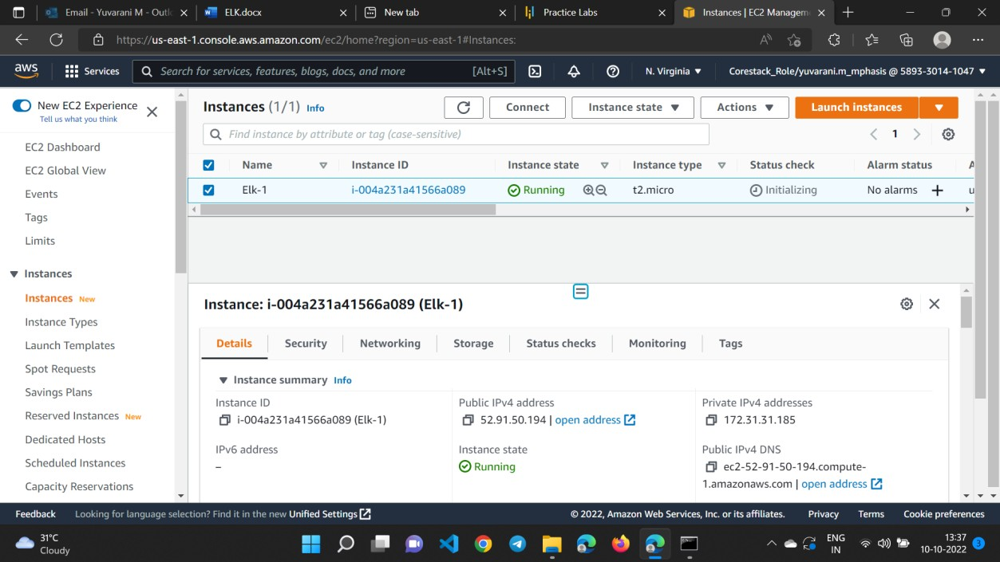 Email - Yuvarani M - Outl
ELK.docx
New tab
Practice Labs
Instances | EC2 Managem
https://us-east-1.console.aws.amazon.com/ec2/home?region=us-east-1#Instances:
aws
Services
Search for services, features, blogs, docs, and more
[Alt+S]
N. Virginia
Corestack_Role/yuvarani.m_mphasis @ 5893-3014-1047
New EC2 Experience
Tell us what you think
EC2 Dashboard
EC2 Global View
Events
Tags
Limits
Instances
Instances New
Instance Types
Launch Templates
Spot Requests
Savings Plans
Reserved Instances New
Dedicated Hosts
Scheduled Instances
Capacity Reservations
Instances (1/1) Info
Connect
Instance state
Actions
Launch instances
Find instance by attribute or tag (case-sensitive)
1
Name Instance ID Instance state Instance type Status check Alarm status A
Elk-1 i-004a231a41566a089 Running t2.micro Initializing No alarms + u
Instance: i-004a231a41566a089 (Elk-1)
Details Security Networking Storage Status checks Monitoring Tags
Instance summary Info
Instance ID
i-004a231a41566a089 (Elk-1)
Public IPv4 address
52.91.50.194 | open address
Private IPv4 addresses
172.31.31.185
IPv6 address
–
Instance state
Running
Public IPv4 DNS
ec2-52-91-50-194.compute-
1.amazonaws.com | open address
Feedback
Looking for language selection? Find it in the new Unified Settings
© 2022, Amazon Web Services, Inc. or its affiliates.
Privacy
Terms
Cookie preferences
31°C
Cloudy
ENG
IN
13:37
10-10-2022
3